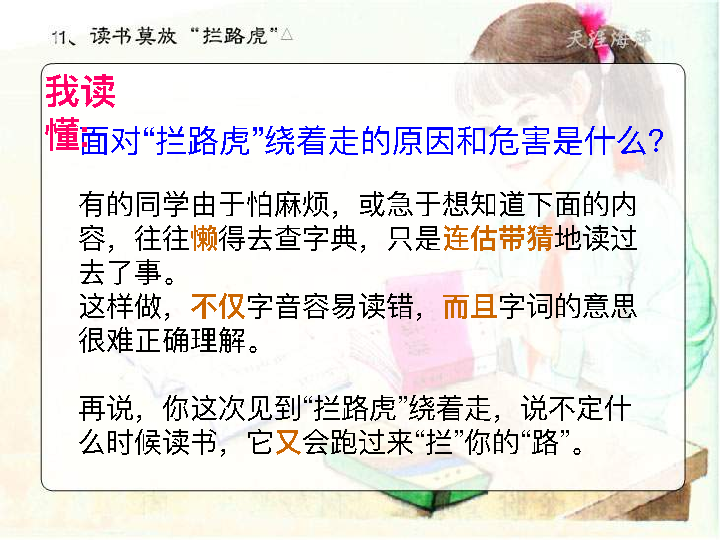 11、读书莫放“拦路虎”△
天涯海萍
我读
懂:
面对“拦路虎”绕着走的原因和危害是什么?
有的同学由于怕麻烦，或急于想知道下面的内
容，往往懒得去查字典，只是连估带猜地读过
去了事。
这样做，不仅字音容易读错，而且字词的意思
很难正确理解。
再说，你这次见到“拦路虎”绕着走，说不定什
么时候读书，它又会跑过来“拦”你的“路”。